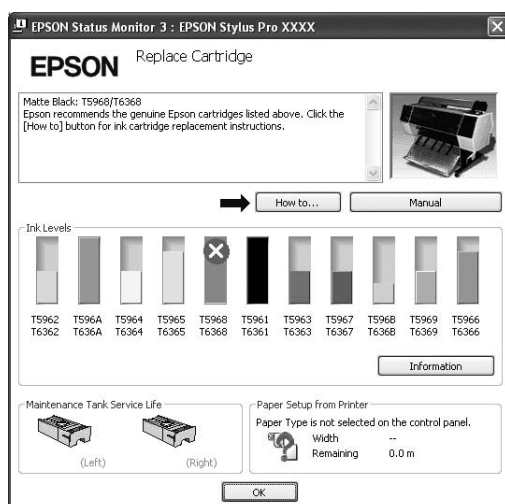 EPSON Status Monitor 3 : EPSON Stylus Pro XXXX
EPSON
Replace Cartridge
Matte Black: T5968/T6368
Epson recommends the genuine Epson cartridges listed above. Click the
[How to] button for ink cartridge replacement instructions.
How to...
Manual
Ink Levels
T5962 T596A T5964 T5965 T5968 T5961 T5963 T5967 T596B T5969 T5966
T6362 T636A T6364 T6365 T6368 T6361 T6363 T6367 T636B T6369 T6366
Information
Maintenance Tank Service Life
(Left)
(Right)
Paper Setup from Printer
Paper Type is not selected on the control panel.
Width --
Remaining 0.0 m
OK